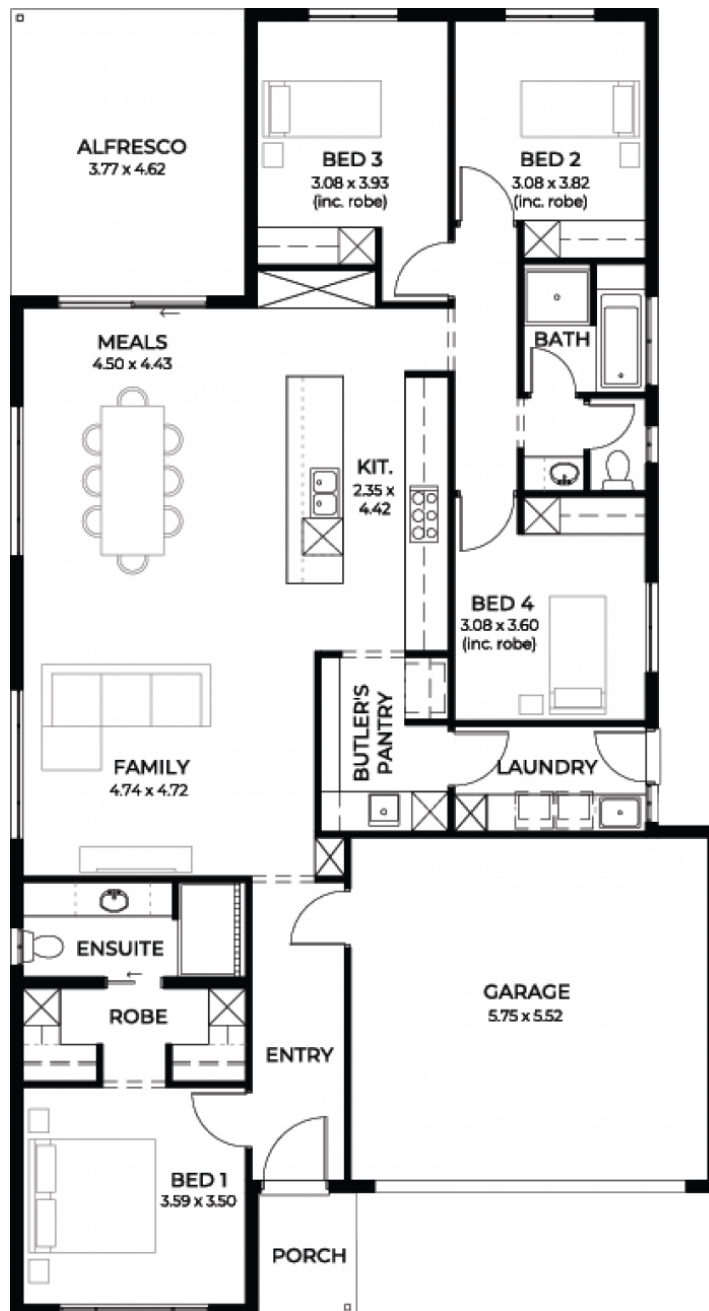 ALFRESCO
3.77 x 4.62
BED 3
3.08 x 3.93
(inc. robe)
BED 2
3.08 x 3.82
(inc. robe)
MEALS
4.50 x 4.43
BATH
KIT.
2.35 x
4.42
BED 4
3.08 x 3.60
(inc. robe)
BUTLER'S
PANTRY
LAUNDRY
FAMILY
4.74 x 4.72
ENSUITE
ROBE
GARAGE
5.75 x 5.52
ENTRY
BED 1
3.59 x 3.50
PORCH